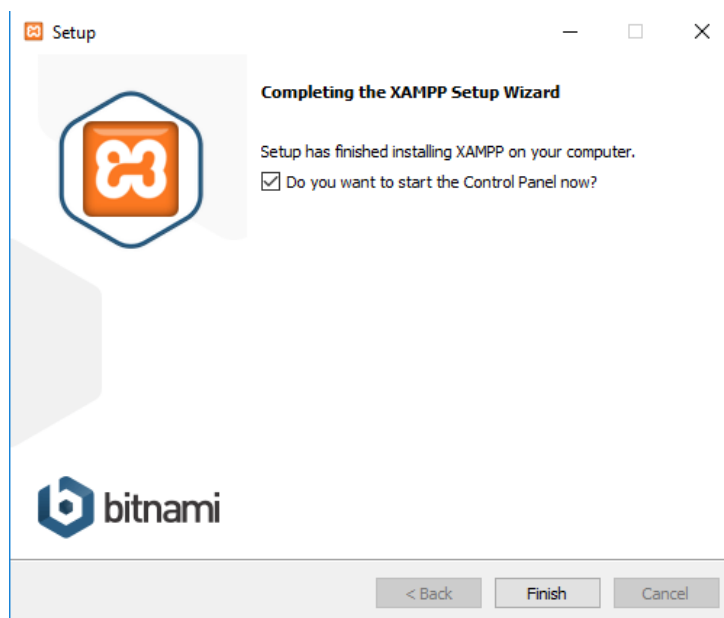 Setup
Completing the XAMPP Setup Wizard
Setup has finished installing XAMPP on your computer.
Do you want to start the Control Panel now?
bitnami
< Back
Finish
Cancel